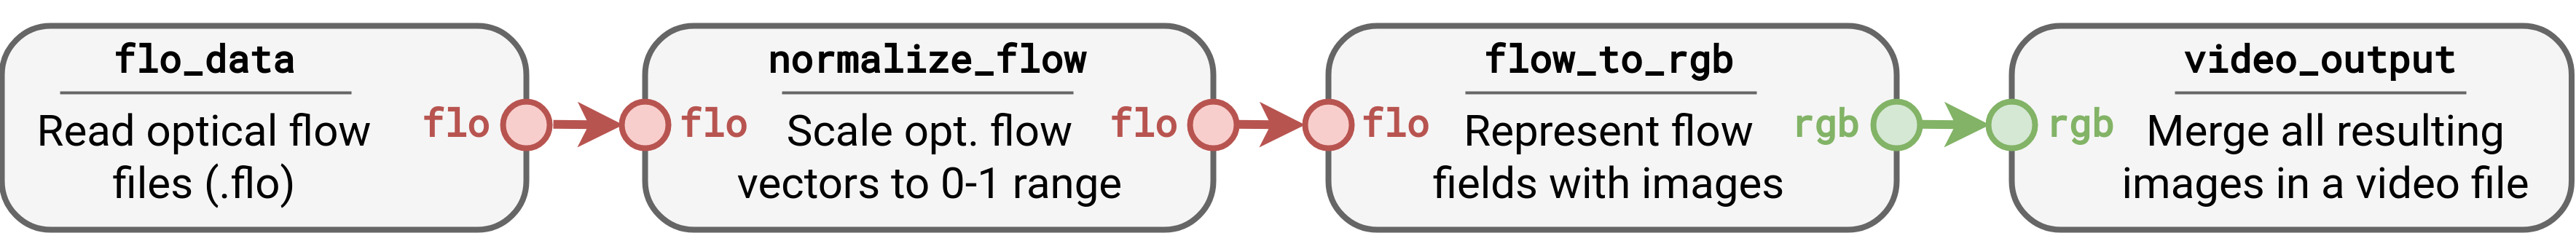 flo_data
Read optical flow
files (.flo)
flo
flo
normalize_flow
Scale opt. flow
vectors to 0-1 range
flo
flo
flow_to_rgb
Represent flow
fields with images
rgb
rgb
video_output
Merge all resulting
images in a video file